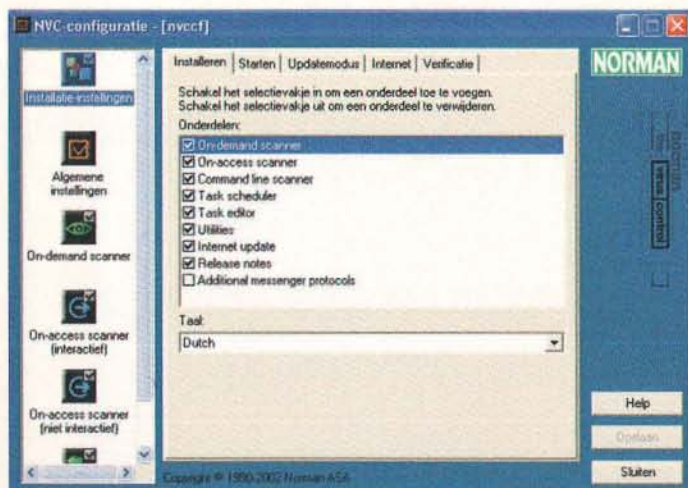 NVC-configuratie - [nvccf]
Installatie-instellingen
Algemene
instellingen
On-demand scanner
On-access scanner
(interactief)
On-access scanner
(niet interactief)
Installeren
Starten
Updatemodus
Internet
Verificatie
Schakel het selectievakje in om een onderdeel toe te voegen.
Schakel het selectievakje uit om een onderdeel te verwijderen.
Onderdelen:
On-demand scanner
On-access scanner
Command line scanner
Task scheduler
Task editor
Utilities
Internet update
Release notes
Additional messenger protocols
Taal:
Dutch
NORMAN
norman
virus control
Help
Opslaan
Sluiten
Copyright © 1990-2002 Norman ASA